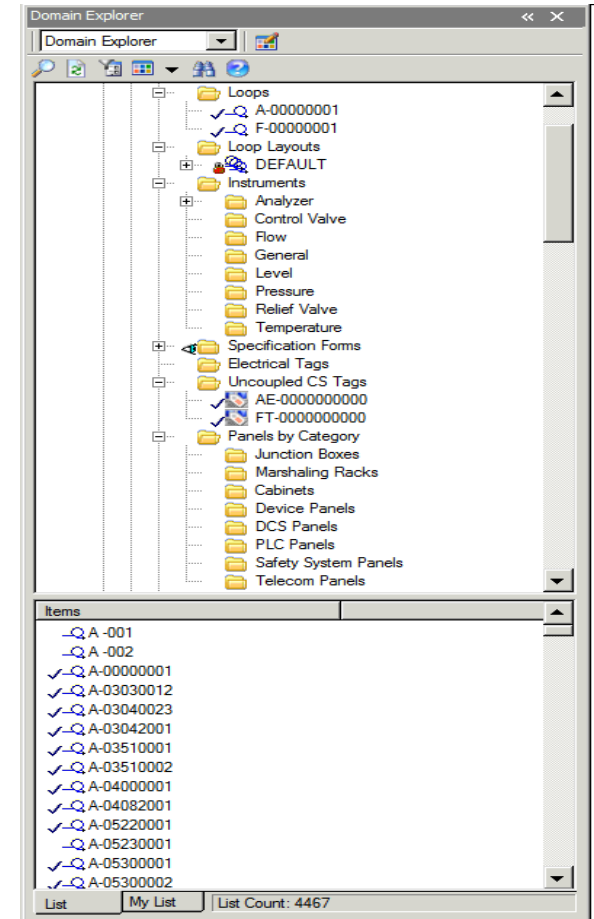 Domain Explorer
Domain Explorer
Loops
A-00000001
F-00000001
Loop Layouts
DEFAULT
Instruments
Analyzer
Control Valve
Flow
General
Level
Pressure
Relief Valve
Temperature
Specification Forms
Electrical Tags
Uncoupled CS Tags
AE-0000000000
FT-0000000000
Panels by Category
Junction Boxes
Marshaling Racks
Cabinets
Device Panels
DCS Panels
PLC Panels
Safety System Panels
Telecom Panels
Items
A -001
A -002
A-00000001
A-03030012
A-03040023
A-03042001
A-03510001
A-03510002
A-04000001
A-04082001
A-05220001
A-05230001
A-05300001
A-05300002
List My List List Count: 4467